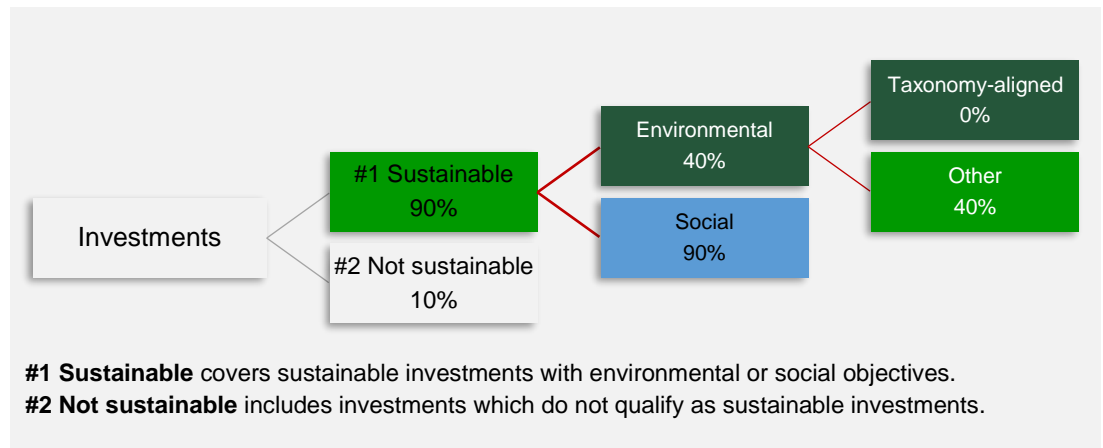 Investments
#1 Sustainable
90%
#2 Not sustainable
10%
Environmental
40%
Social
90%
Taxonomy-aligned
0%
Other
40%
#1 Sustainable covers sustainable investments with environmental or social objectives.
#2 Not sustainable includes investments which do not qualify as sustainable investments.